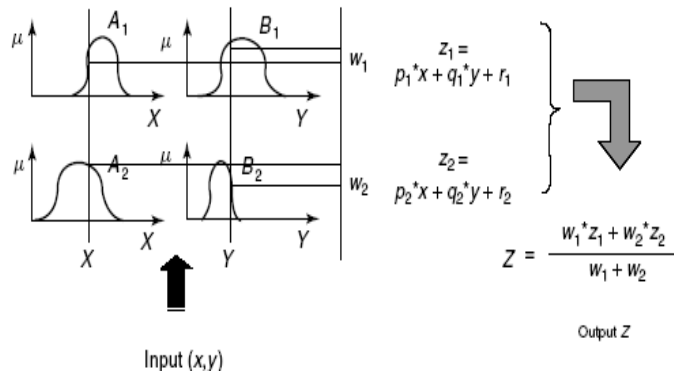 μ A₁ μ B₁
w₁
X Y
z₁ =
p₁*x + q₁*y + r₁
μ A₂ μ B₂
w₂
X Y
z₂ =
p₂*x + q₂*y + r₂
X Y
Z = w₁*z₁ + w₂*z₂
w₁ + w₂
Output Z
Input (x,y)